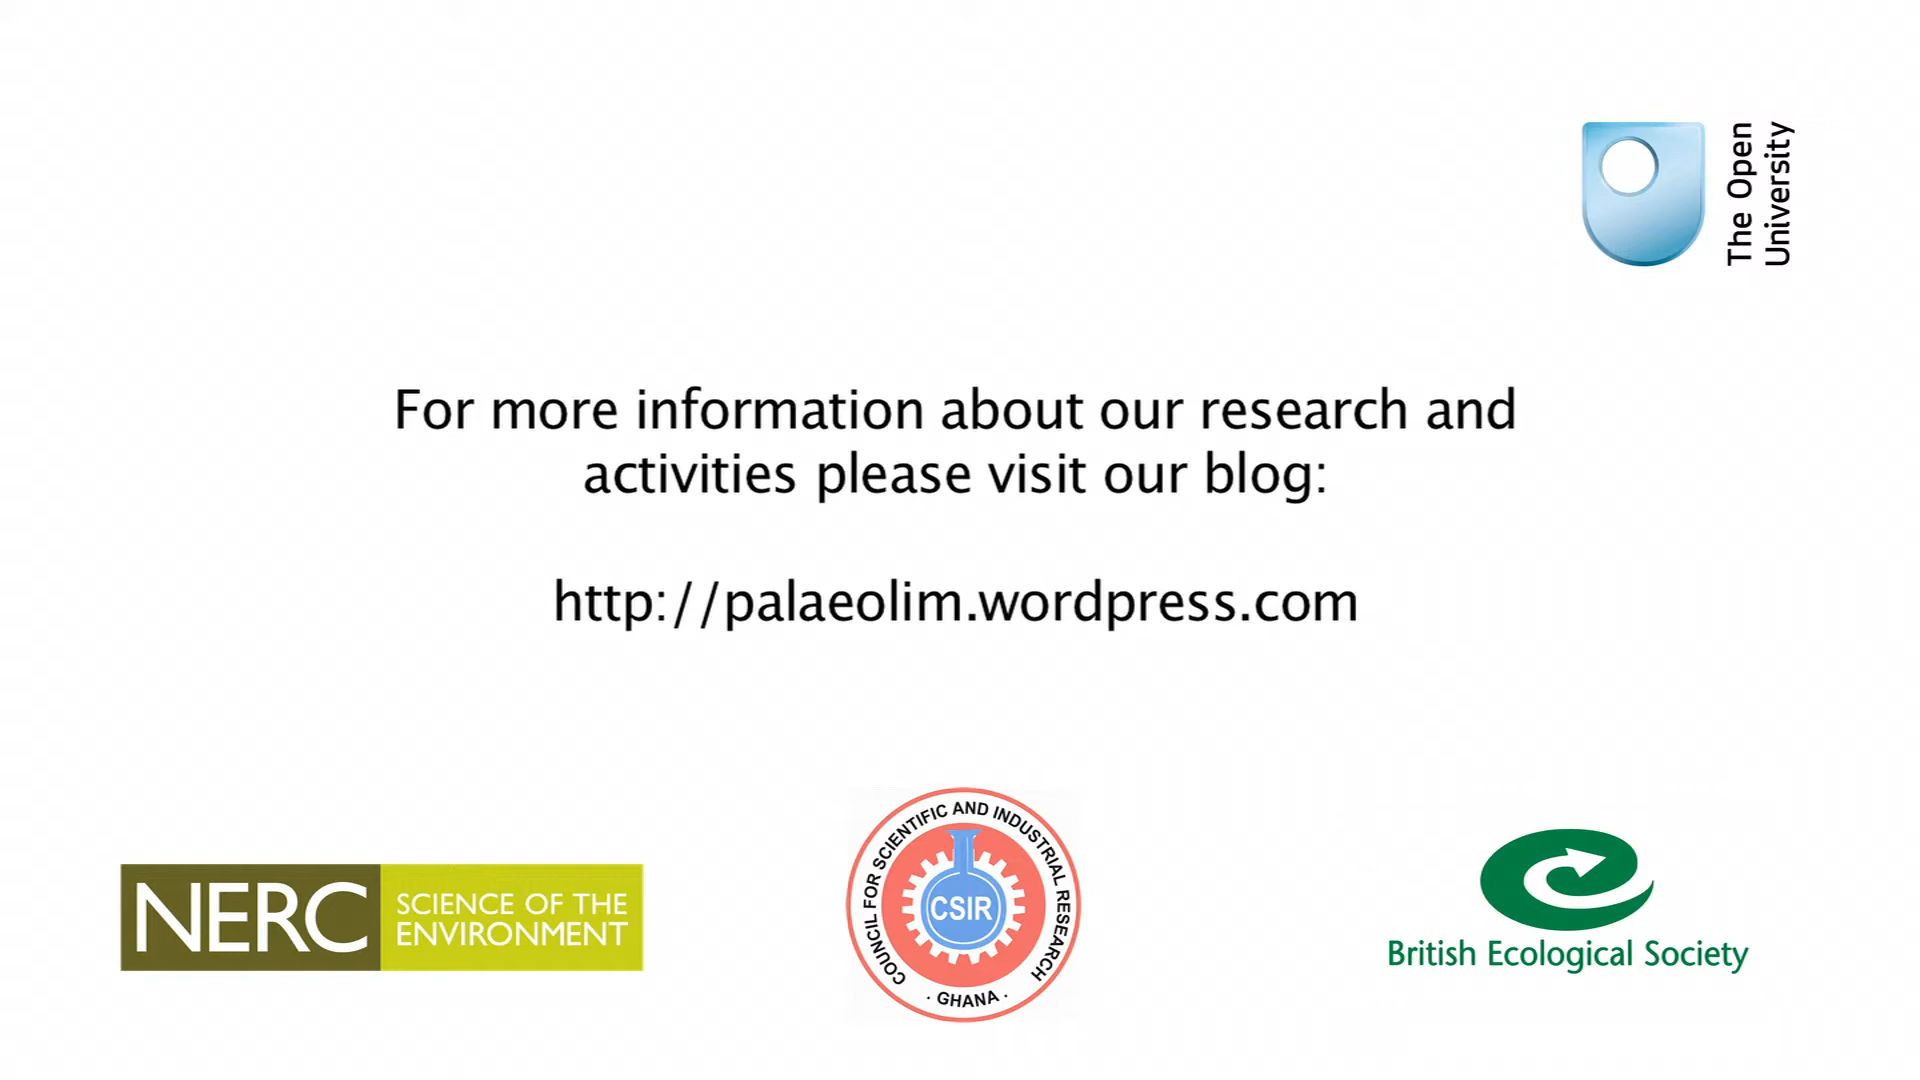 The Open
University
For more information about our research and
activities please visit our blog:
http://palaeolim.wordpress.com
NERC
SCIENCE OF THE
ENVIRONMENT
COUNCIL FOR SCIENTIFIC AND INDUSTRIAL RESEARCH
CSIR
. GHANA .
British Ecological Society